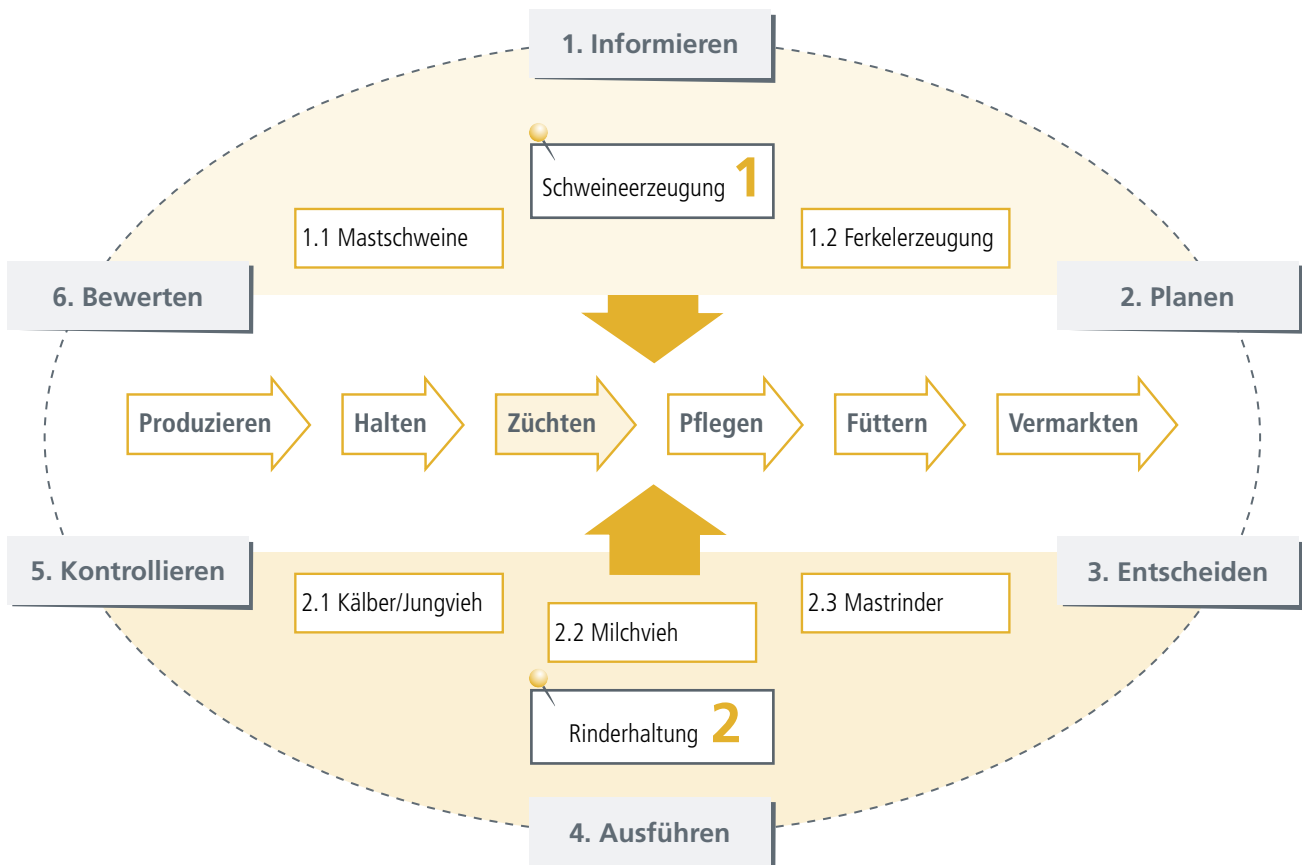 1. Informieren
Schweineerzeugung 1
1.1 Mastschweine
1.2 Ferkelerzeugung
6. Bewerten
2. Planen
Produzieren
Halten
Züchten
Pflegen
Füttern
Vermarkten
5. Kontrollieren
3. Entscheiden
2.1 Kälber/Jungvieh
2.2 Milchvieh
2.3 Mastrinder
Rinderhaltung 2
4. Ausführen